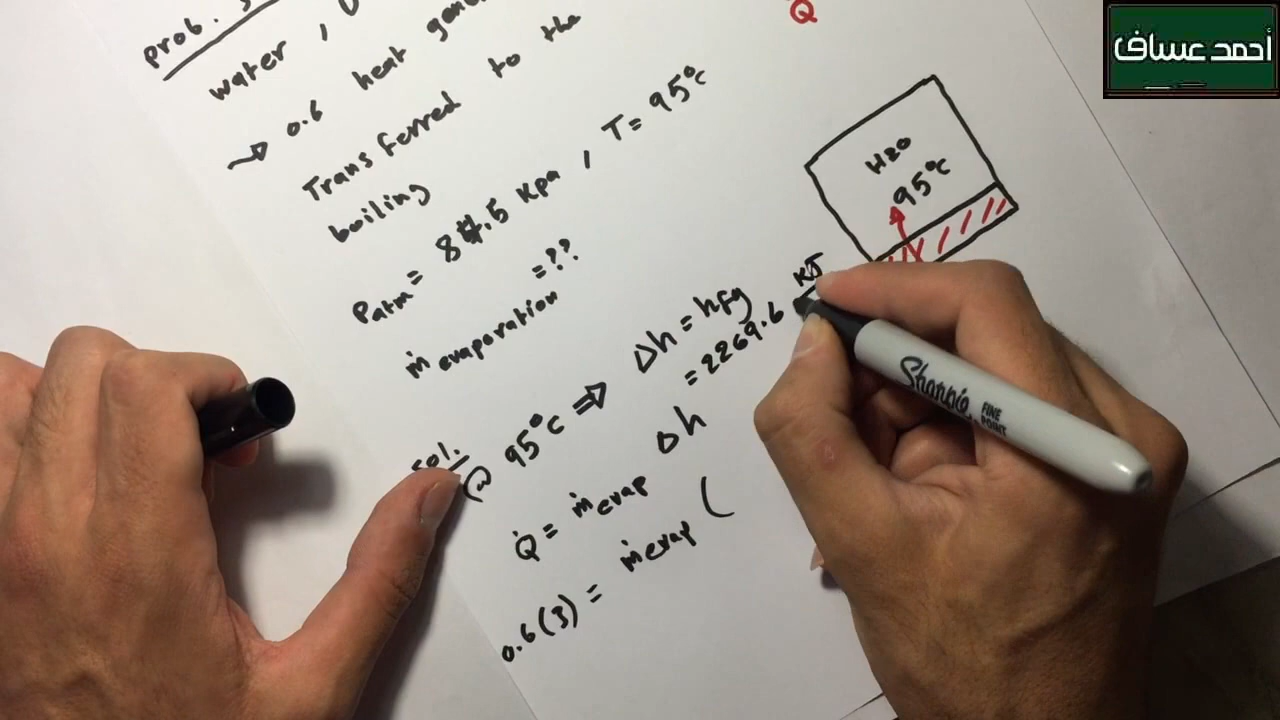 prob. 3
water ,
→ 0.6 heat
Transferred to the
boiling
Patm = 84.5 Kpa , T = 95°c
ṁ evaporation = ??
sol.
@ 95°c ⇒ Δh = hfg
= 2269.6 KJ
Q̇ = ṁevap Δh
0.6(3) = ṁevap (
Q̇
H2O
95°c
أحمد عساف
Sharpie
FINE
POINT